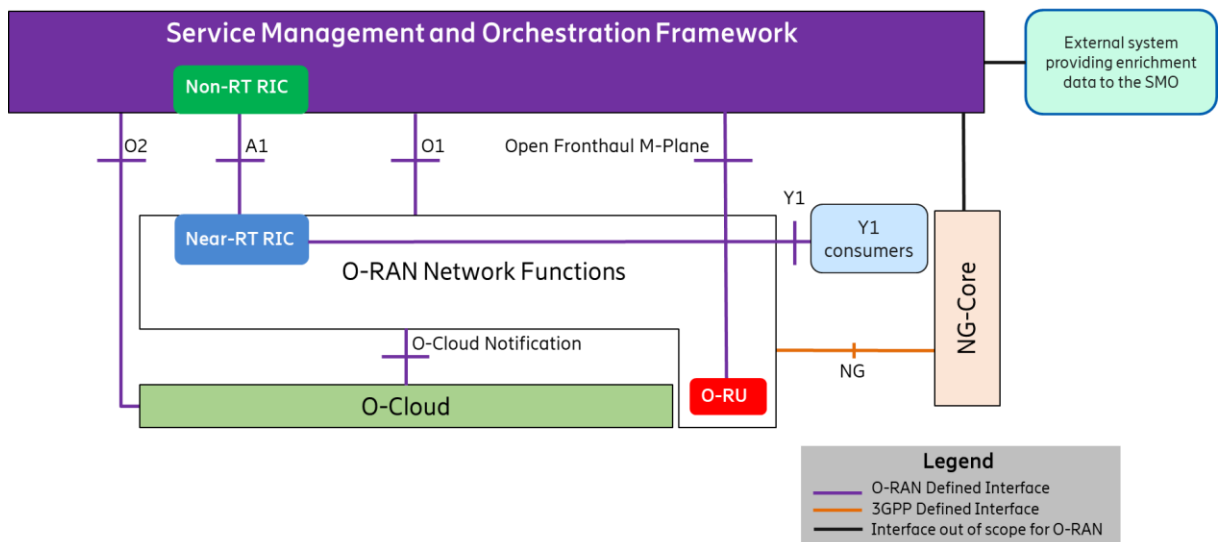 Service Management and Orchestration Framework
External system
providing enrichment
data to the SMO
Non-RT RIC
O2
A1
O1
Open Fronthaul M-Plane
Y1
Near-RT RIC
Y1
consumers
O-RAN Network Functions
NG-Core
O-Cloud Notification
NG
O-RU
O-Cloud
Legend
O-RAN Defined Interface
3GPP Defined Interface
Interface out of scope for O-RAN